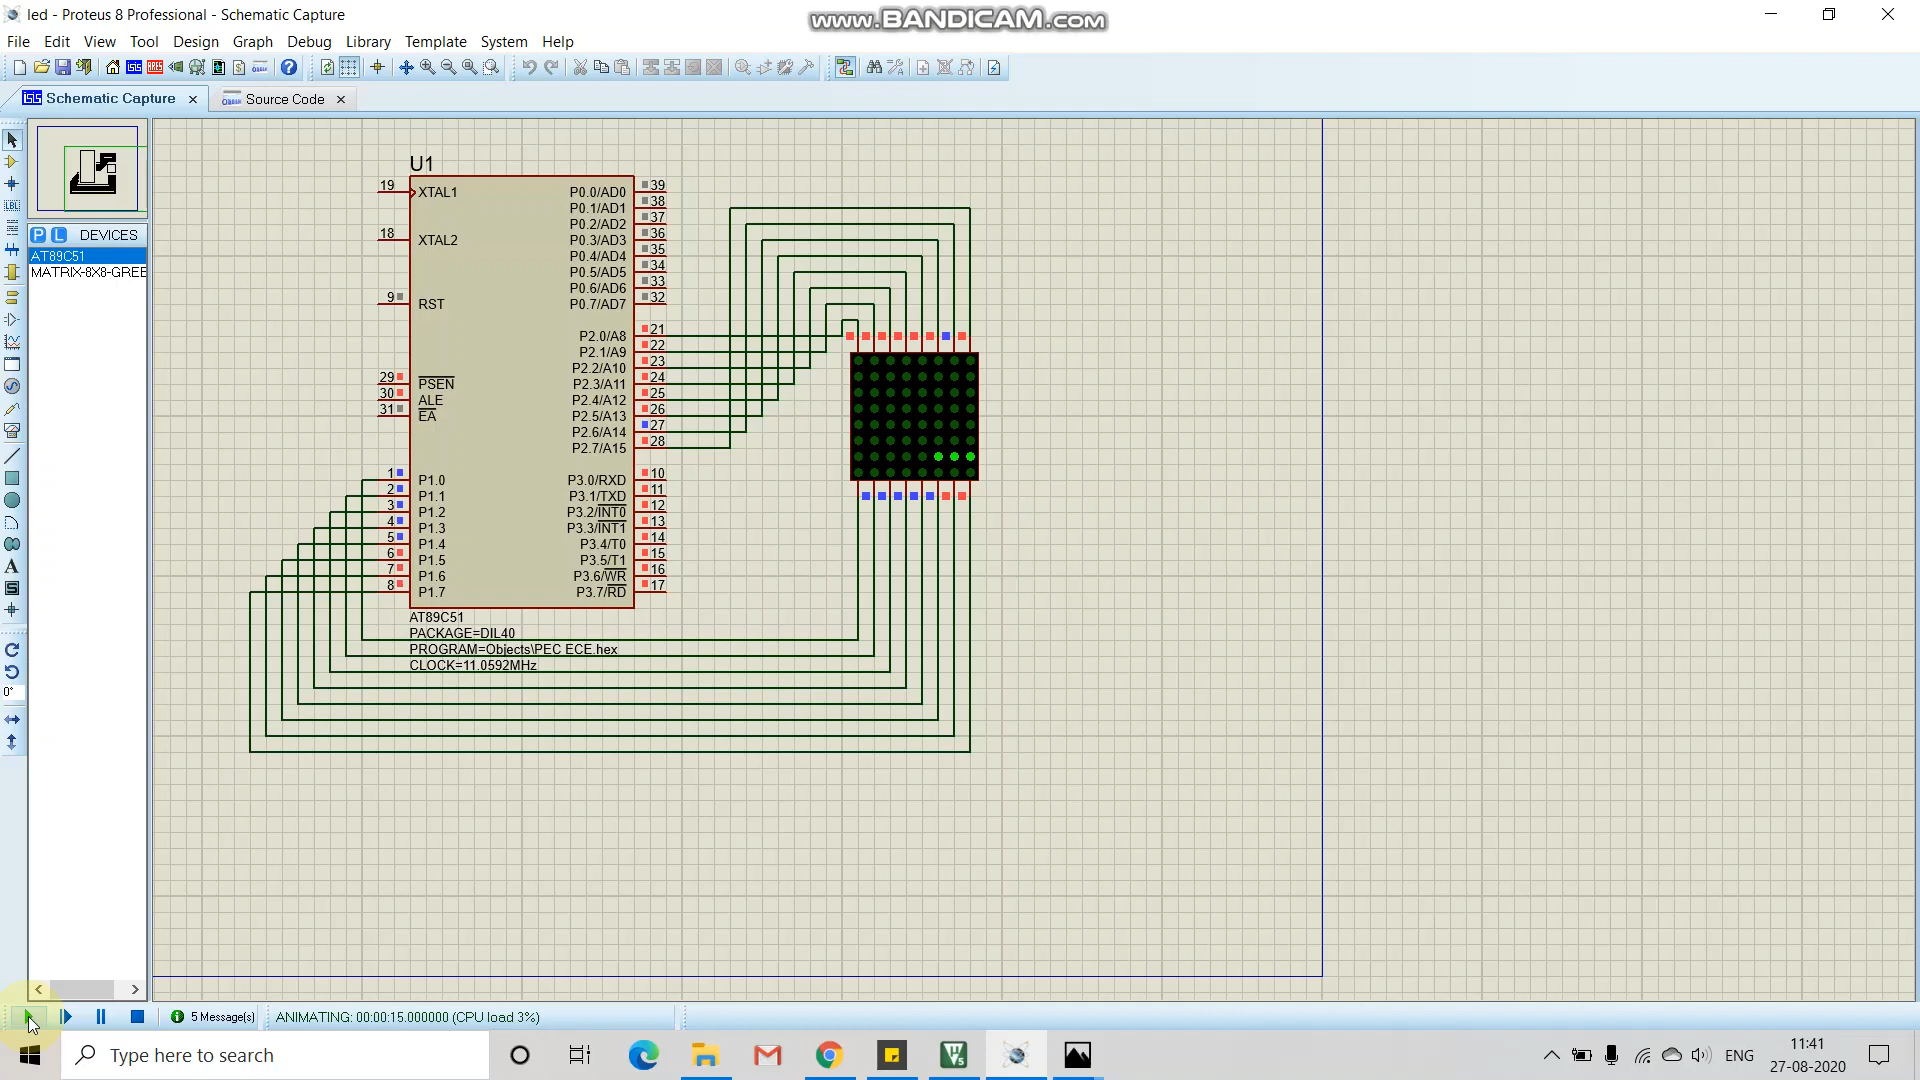 led - Proteus 8 Professional - Schematic Capture
www.BANDICAM.com
File Edit View Tool Design Graph Debug Library Template System Help
Schematic Capture
Source Code
P L DEVICES
AT89C51
MATRIX-8X8-GREE
LBL
A
S
0°
U1
19 XTAL1 P0.0/AD0 39
P0.1/AD1 38
P0.2/AD2 37
18 XTAL2 P0.3/AD3 36
P0.4/AD4 35
P0.5/AD5 34
P0.6/AD6 33
9 RST P0.7/AD7 32
P2.0/A8 21
P2.1/A9 22
P2.2/A10 23
29 PSEN P2.3/A11 24
30 ALE P2.4/A12 25
31 EA P2.5/A13 26
P2.6/A14 27
P2.7/A15 28
1 P1.0 P3.0/RXD 10
2 P1.1 P3.1/TXD 11
3 P1.2 P3.2/INT0 12
4 P1.3 P3.3/INT1 13
5 P1.4 P3.4/T0 14
6 P1.5 P3.5/T1 15
7 P1.6 P3.6/WR 16
8 P1.7 P3.7/RD 17
AT89C51
PACKAGE=DIL40
PROGRAM=Objects\PEC ECE.hex
CLOCK=11.0592MHz
5 Message(s) ANIMATING: 00:00:15.000000 (CPU load 3%)
Type here to search
ENG
11:41
27-08-2020